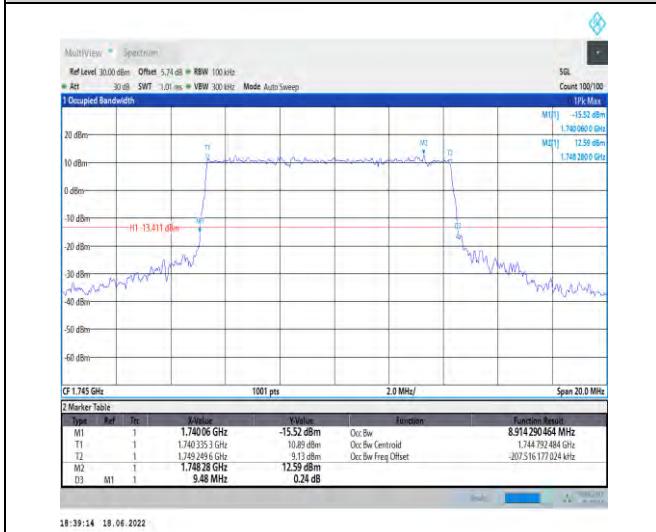 MultiView Spectrum
Ref Level 30.00 dBm Offset 5.74 dB RBW 100 kHz SGL
Att 30 dB SWT 1.01 ms VBW 300 kHz Mode Auto Sweep Count 100/100
1 Occupied Bandwidth 1Pk Max
M1[1] -15.52 dBm
1.740 060 0 GHz
M2[1] 12.59 dBm
1.748 280 0 GHz
20 dBm
T1 M2 T2
10 dBm
0 dBm
-10 dBm
H1 -13.411 dBm
M1 D3
-20 dBm
-30 dBm
-40 dBm
-50 dBm
-60 dBm
CF 1.745 GHz 1001 pts 2.0 MHz/ Span 20.0 MHz
2 Marker Table
Type Ref Trc X-Value Y-Value Function Function Result
M1 1 1.74006 GHz -15.52 dBm Occ Bw 8.914 290 464 MHz
T1 1 1.740 335 3 GHz 10.89 dBm Occ Bw Centroid 1.744 792 484 GHz
T2 1 1.749 249 6 GHz 9.13 dBm Occ Bw Freq Offset -207.516 177 024 kHz
M2 1 1.74828 GHz 12.59 dBm
D3 M1 1 9.48 MHz 0.24 dB
18:39:14 18.06.2022